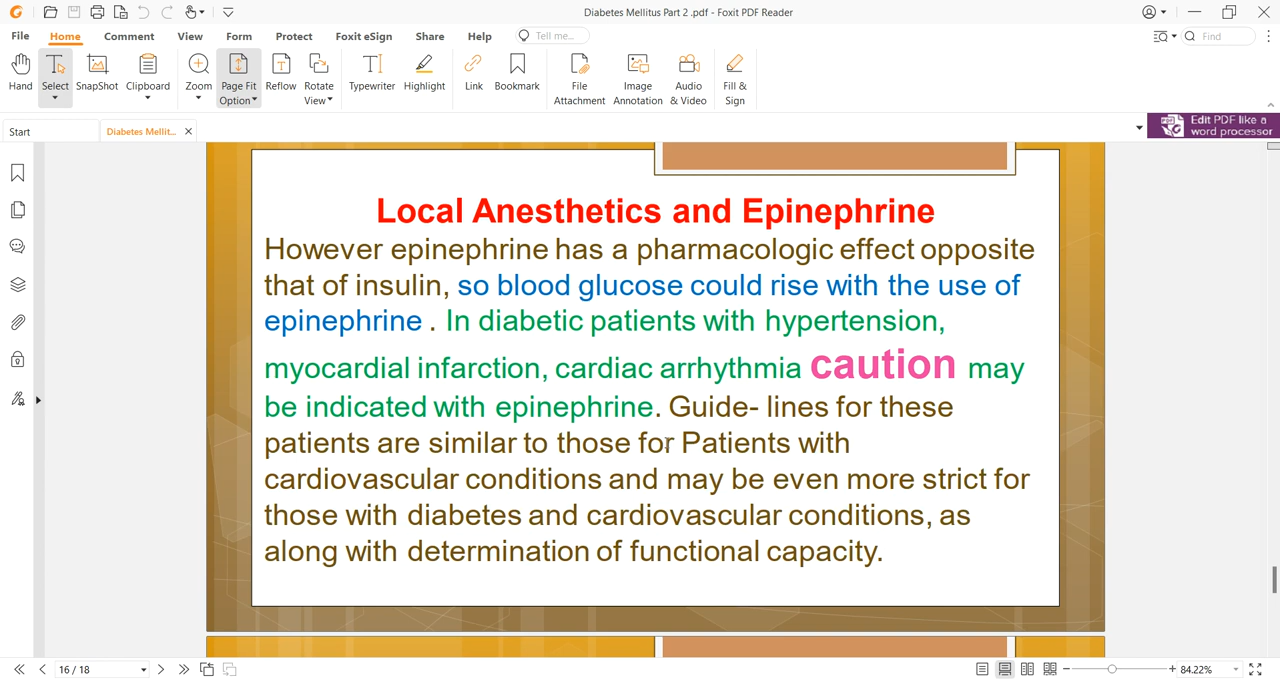 Diabetes Mellitus Part 2 .pdf - Foxit PDF Reader
File Home Comment View Form Protect Foxit eSign Share Help Tell me... Find
Hand Select SnapShot Clipboard Zoom Page Fit Option Reflow Rotate View Typewriter Highlight Link Bookmark File Attachment Image Annotation Audio & Video Fill & Sign
Start Diabetes Mellit... Edit PDF like a word processor
Local Anesthetics and Epinephrine
However epinephrine has a pharmacologic effect opposite
that of insulin, so blood glucose could rise with the use of
epinephrine . In diabetic patients with hypertension,
myocardial infarction, cardiac arrhythmia caution may
be indicated with epinephrine. Guide- lines for these
patients are similar to those for Patients with
cardiovascular conditions and may be even more strict for
those with diabetes and cardiovascular conditions, as
along with determination of functional capacity.
16 / 18 84.22%